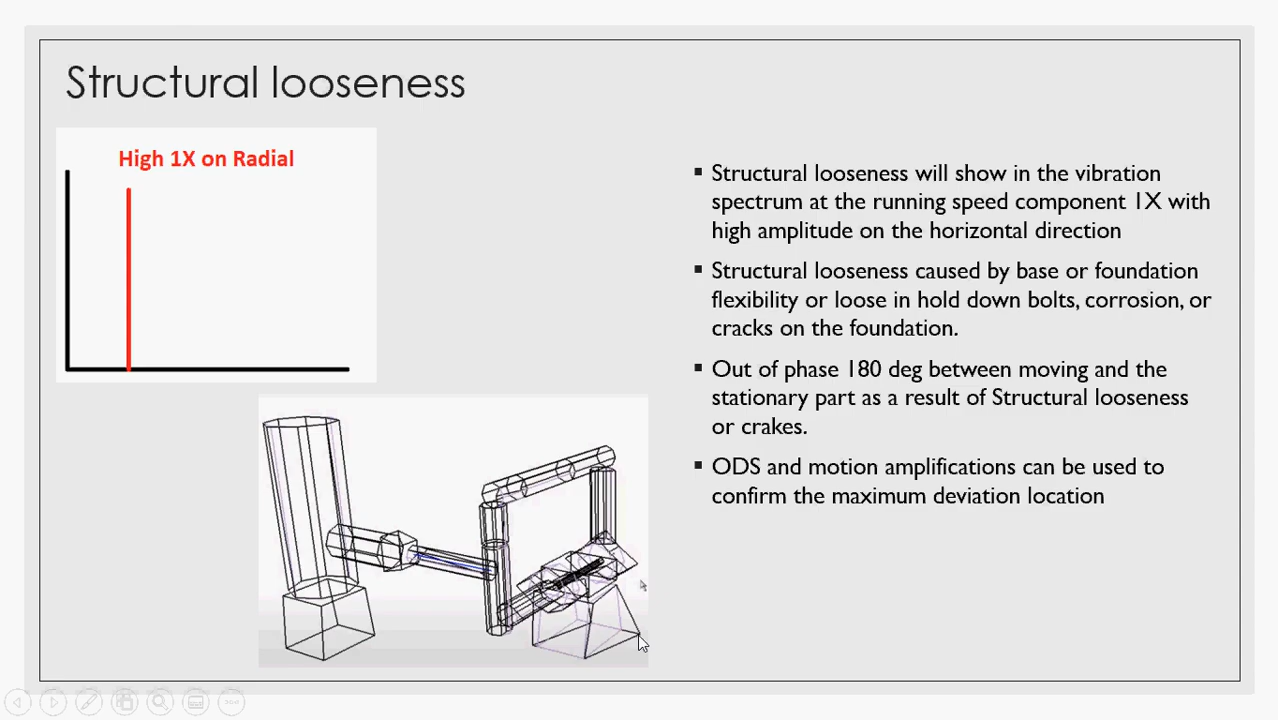 Structural looseness
High 1X on Radial
▪ Structural looseness will show in the vibration
spectrum at the running speed component 1X with
high amplitude on the horizontal direction
▪ Structural looseness caused by base or foundation
flexibility or loose in hold down bolts, corrosion, or
cracks on the foundation.
▪ Out of phase 180 deg between moving and the
stationary part as a result of Structural looseness
or crakes.
▪ ODS and motion amplifications can be used to
confirm the maximum deviation location